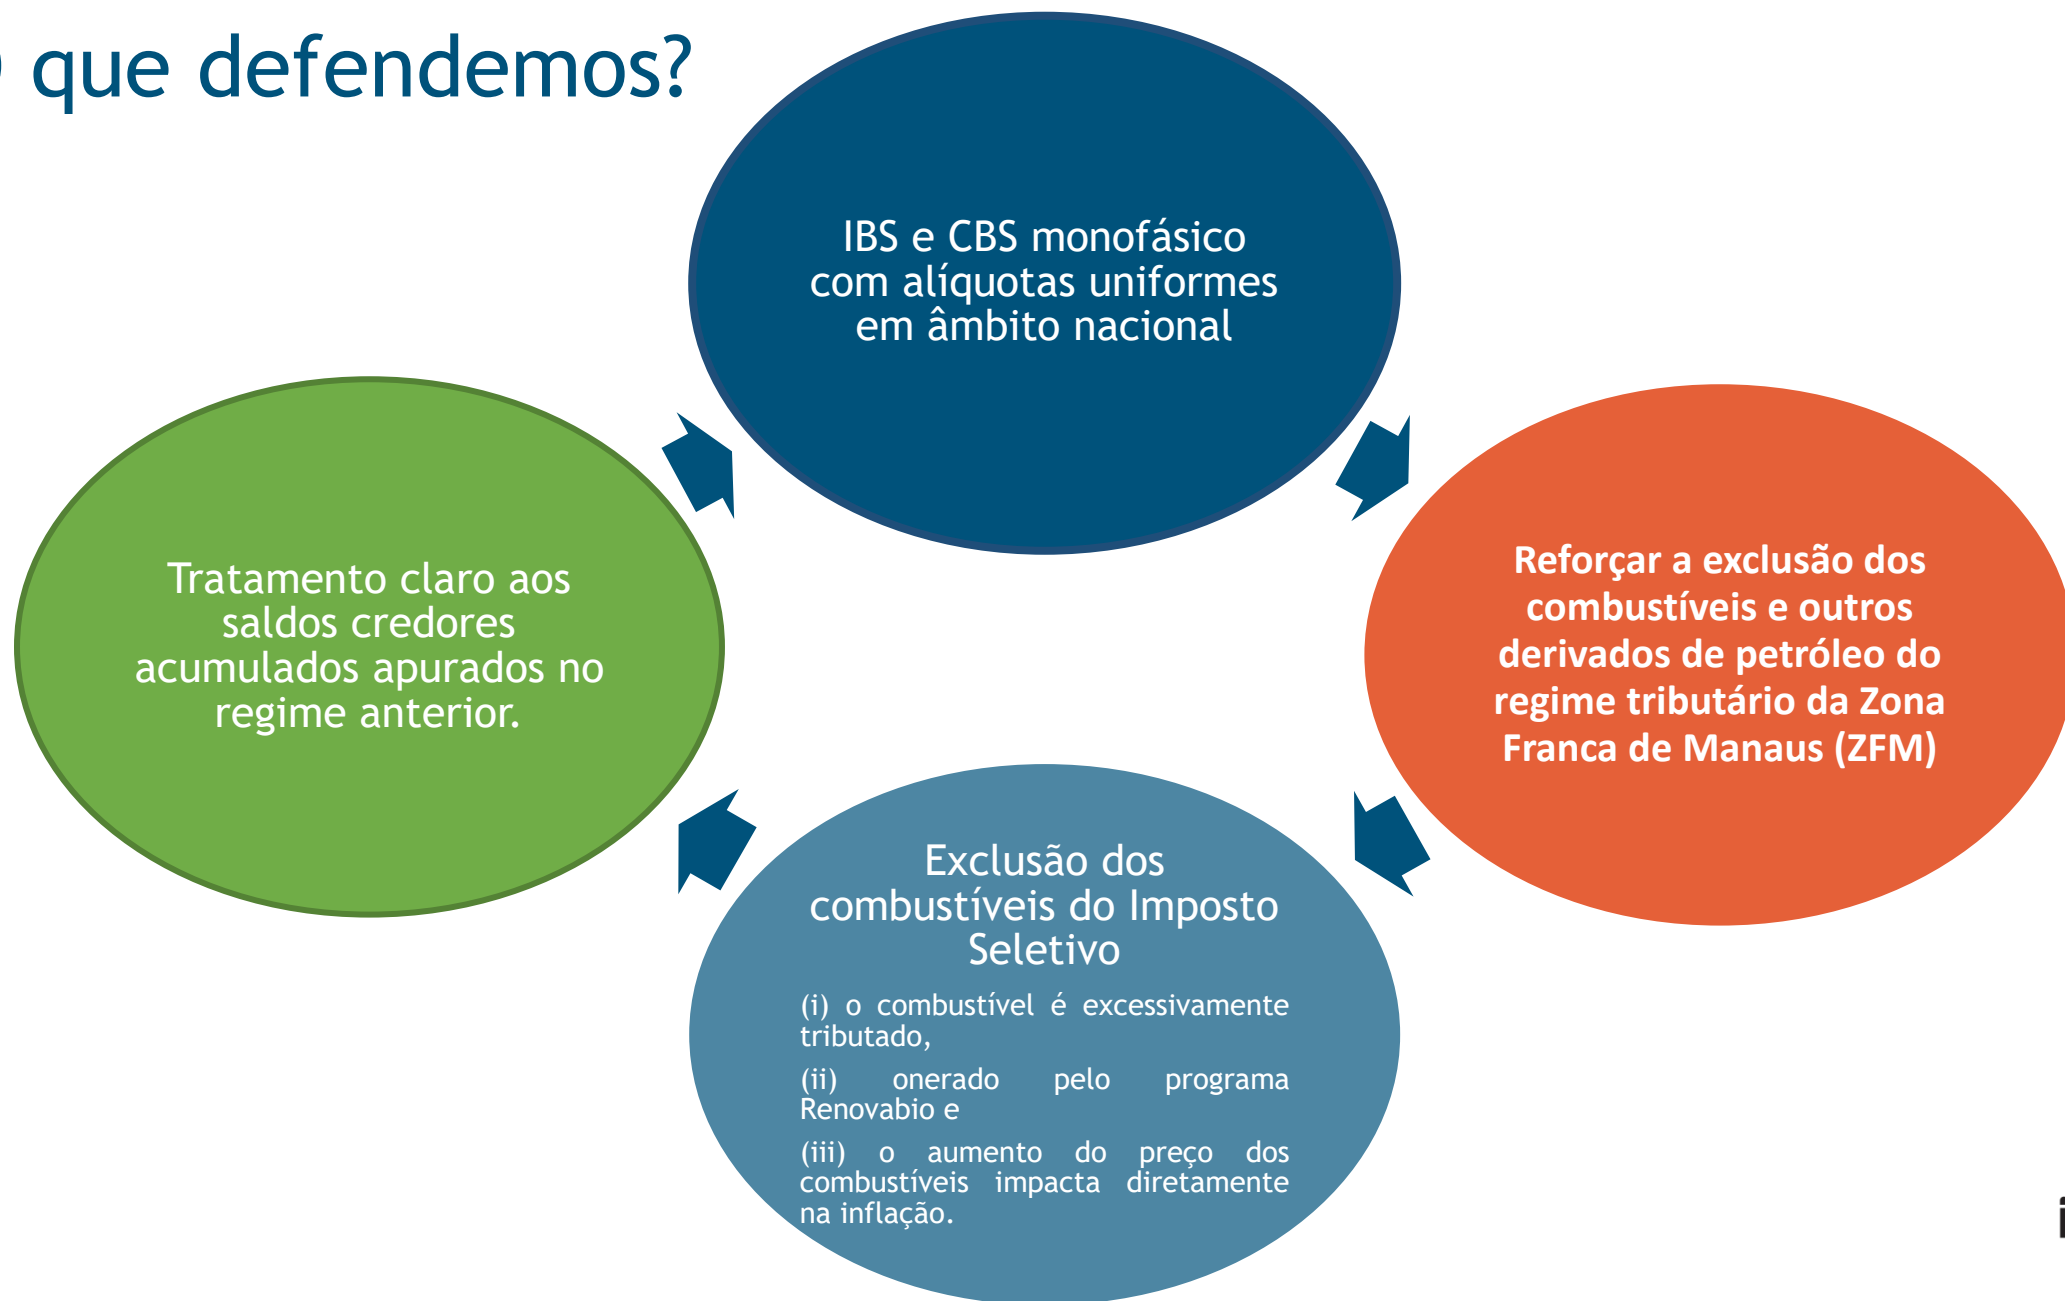 que defendemos?
IBS e CBS monofásico
com alíquotas uniformes
em âmbito nacional
Reforçar a exclusão dos
combustíveis e outros
derivados de petróleo do
regime tributário da Zona
Franca de Manaus (ZFM)
Exclusão dos
combustíveis do Imposto
Seletivo
(i) o combustível é excessivamente
tributado,
(ii) onerado pelo programa
Renovabio e
(iii) o aumento do preço dos
combustíveis impacta diretamente
na inflação.
Tratamento claro aos
saldos credores
acumulados apurados no
regime anterior.